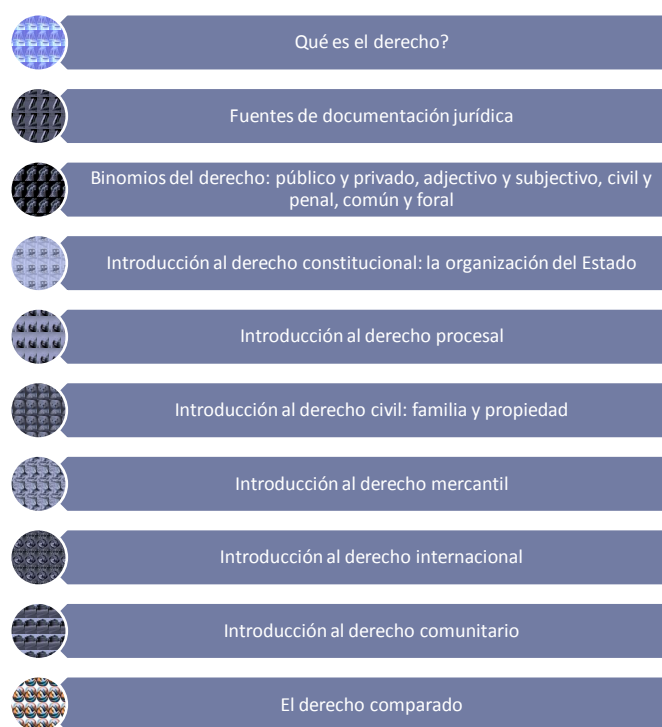 Qué es el derecho?
Fuentes de documentación jurídica
Binomios del derecho: público y privado, adjectivo y subjectivo, civil y
penal, común y foral
Introducción al derecho constitucional: la organización del Estado
Introducción al derecho procesal
Introducción al derecho civil: familia y propiedad
Introducción al derecho mercantil
Introducción al derecho internacional
Introducción al derecho comunitario
El derecho comparado